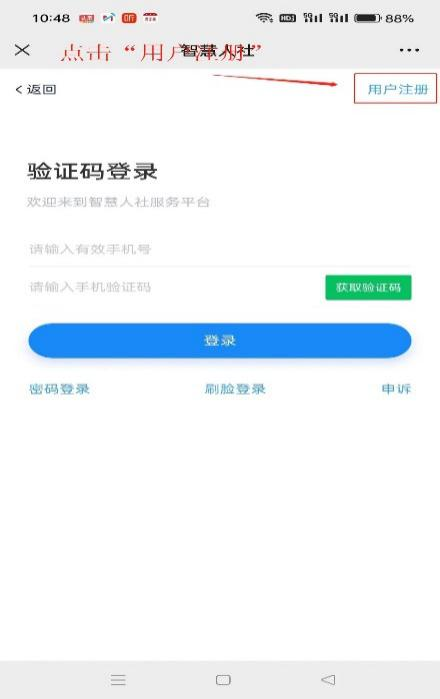 10:48 HD 5G 5G 88%
智慧人社
点击“用户注册”
< 返回 用户注册
验证码登录
欢迎来到智慧人社服务平台
请输入有效手机号
请输入手机验证码 获取验证码
登录
密码登录 刷脸登录 申诉